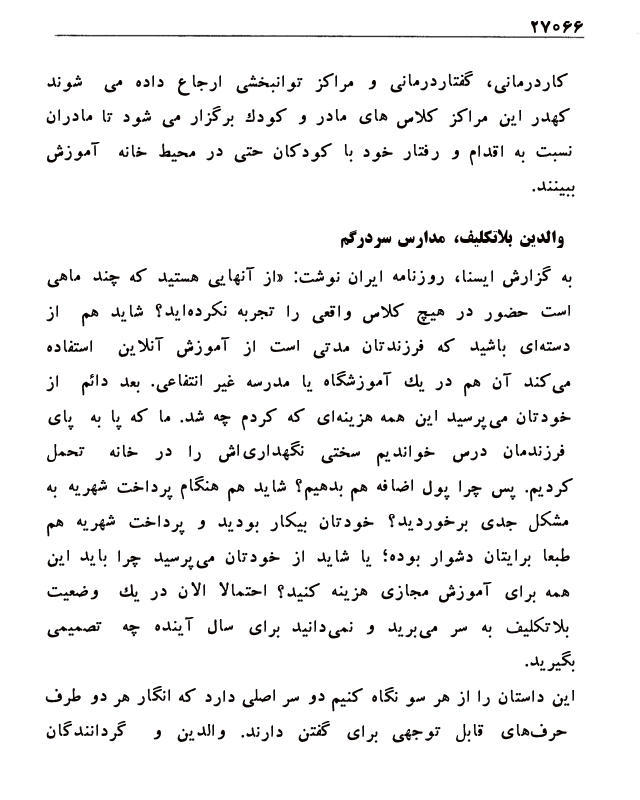 ۲۷۰۶۶
کاردرمانی، گفتاردرمانی و مراکز توانبخشی ارجاع داده می شوند
کهدر این مراکز کلاس های مادر و کودك برگزار می شود تا مادران
نسبت به اقدام و رفتار خود با کودکان حتی در محیط خانه آموزش
ببینند.
والدین بلاتکلیف، مدارس سردرگم
به گزارش ایسنا، روزنامه ایران نوشت: «از آنهایی هستید که چند ماهی
است حضور در هیچ کلاس واقعی را تجربه نکرده‌اید؟ شاید هم از
دسته‌ای باشید که فرزندتان مدتی است از آموزش آنلاین استفاده
می‌کند آن هم در یك آموزشگاه یا مدرسه غیر انتفاعی. بعد دائم از
خودتان می‌پرسید این همه هزینه‌ای که کردم چه شد. ما که پا به پای
فرزندمان درس خواندیم سختی نگهداری‌اش را در خانه تحمل
کردیم. پس چرا پول اضافه هم بدهیم؟ شاید هم هنگام پرداخت شهریه به
مشکل جدی برخوردید؟ خودتان بیکار بودید و پرداخت شهریه هم
طبعا برایتان دشوار بوده؛ یا شاید از خودتان می‌پرسید چرا باید این
همه برای آموزش مجازی هزینه کنید؟ احتمالا الان در یك وضعیت
بلاتکلیف به سر می‌برید و نمی‌دانید برای سال آینده چه تصمیمی
بگیرید.
این داستان را از هر سو نگاه کنیم دو سر اصلی دارد که انگار هر دو طرف
حرف‌های قابل توجهی برای گفتن دارند. والدین و گردانندگان